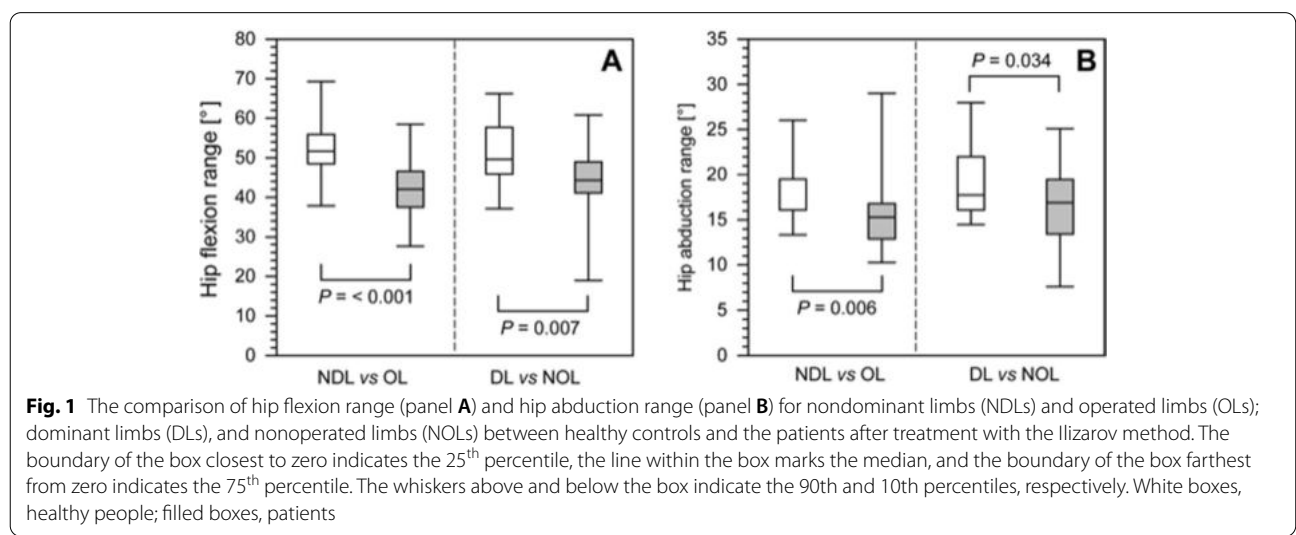 80
70
60
50
40
30
20
10
0
Hip flexion range [°]
A
P = < 0.001
P = 0.007
NDL vs OL
DL vs NOL
35
30
25
20
15
10
5
0
Hip abduction range [°]
B
P = 0.034
P = 0.006
NDL vs OL
DL vs NOL
Fig. 1 The comparison of hip flexion range (panel A) and hip abduction range (panel B) for nondominant limbs (NDLs) and operated limbs (OLs);
dominant limbs (DLs), and nonoperated limbs (NOLs) between healthy controls and the patients after treatment with the Ilizarov method. The
boundary of the box closest to zero indicates the 25th percentile, the line within the box marks the median, and the boundary of the box farthest
from zero indicates the 75th percentile. The whiskers above and below the box indicate the 90th and 10th percentiles, respectively. White boxes,
healthy people; filled boxes, patients